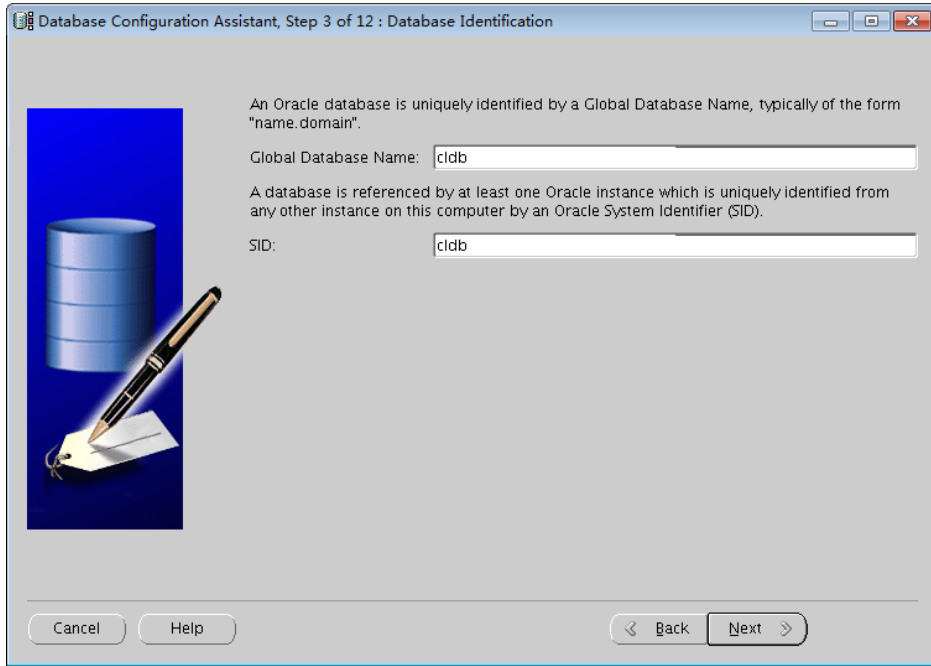 Database Configuration Assistant, Step 3 of 12 : Database Identification
An Oracle database is uniquely identified by a Global Database Name, typically of the form
"name.domain".
Global Database Name: cldb
A database is referenced by at least one Oracle instance which is uniquely identified from
any other instance on this computer by an Oracle System Identifier (SID).
SID: cldb
Cancel Help Back Next